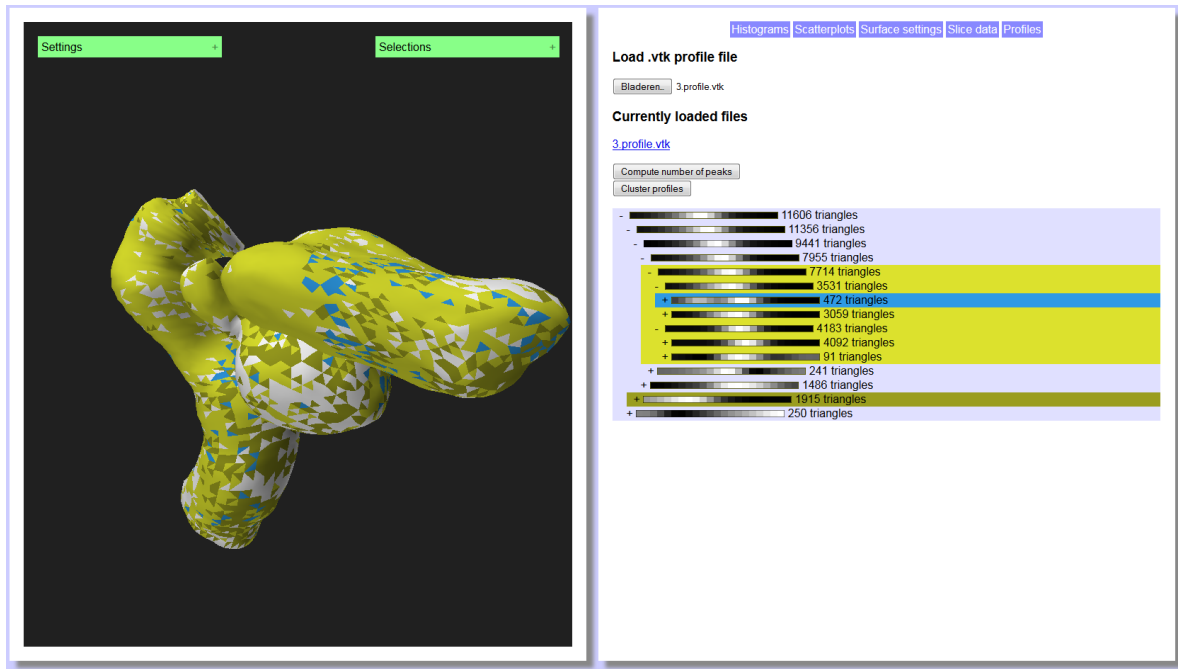 Settings +
Selections +
Histograms Scatterplots Surface settings Slice data Profiles
Load .vtk profile file
Bladeren.. 3.profile.vtk
Currently loaded files
3.profile.vtk
Compute number of peaks
Cluster profiles
- 11606 triangles
- 11356 triangles
- 9441 triangles
- 7955 triangles
- 7714 triangles
- 3531 triangles
+ 472 triangles
+ 3059 triangles
- 4183 triangles
+ 4092 triangles
+ 91 triangles
+ 241 triangles
+ 1486 triangles
+ 1915 triangles
+ 250 triangles